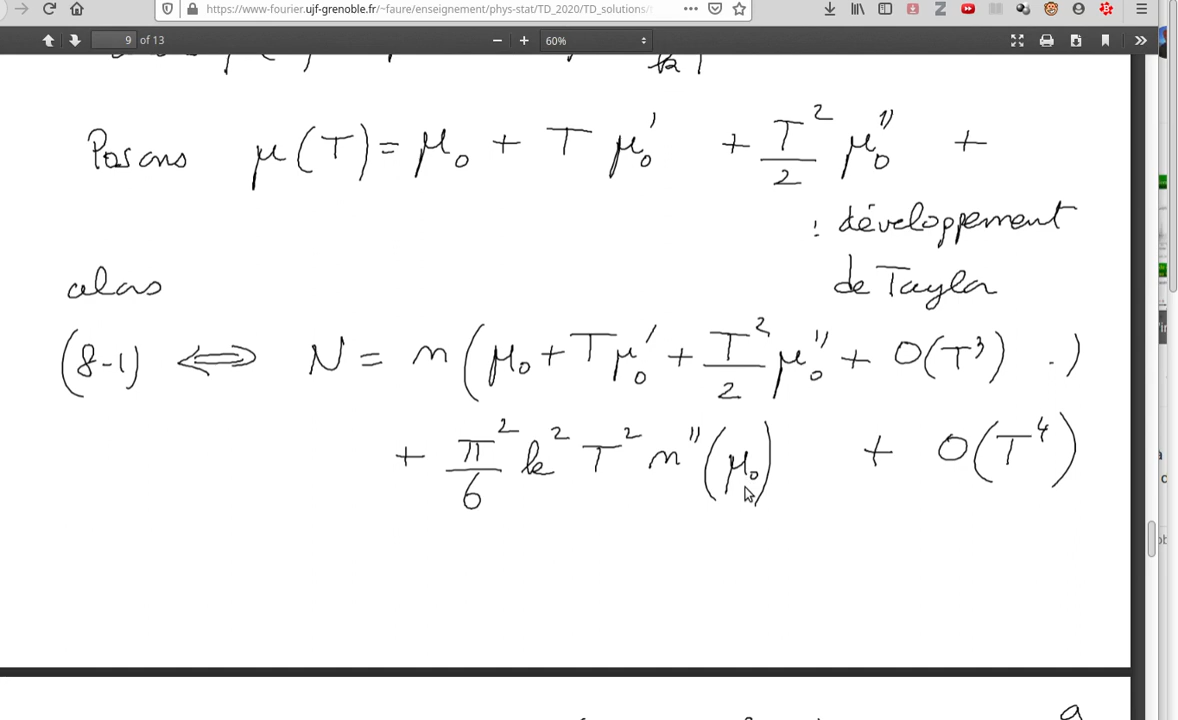 https://www-fourier.ujf-grenoble.fr/~faure/enseignement/phys-stat/TD_2020/TD_solutions/
9 of 13
60%
Posons μ(T) = μ₀ + T μ₀' + T²/2 μ₀'' +
: développement
de Taylor
alors
(8-1) ⟺ N = n(μ₀ + T μ₀' + T²/2 μ₀'' + O(T³) .)
+ π²/6 k² T² n''(μ₀) + O(T⁴)